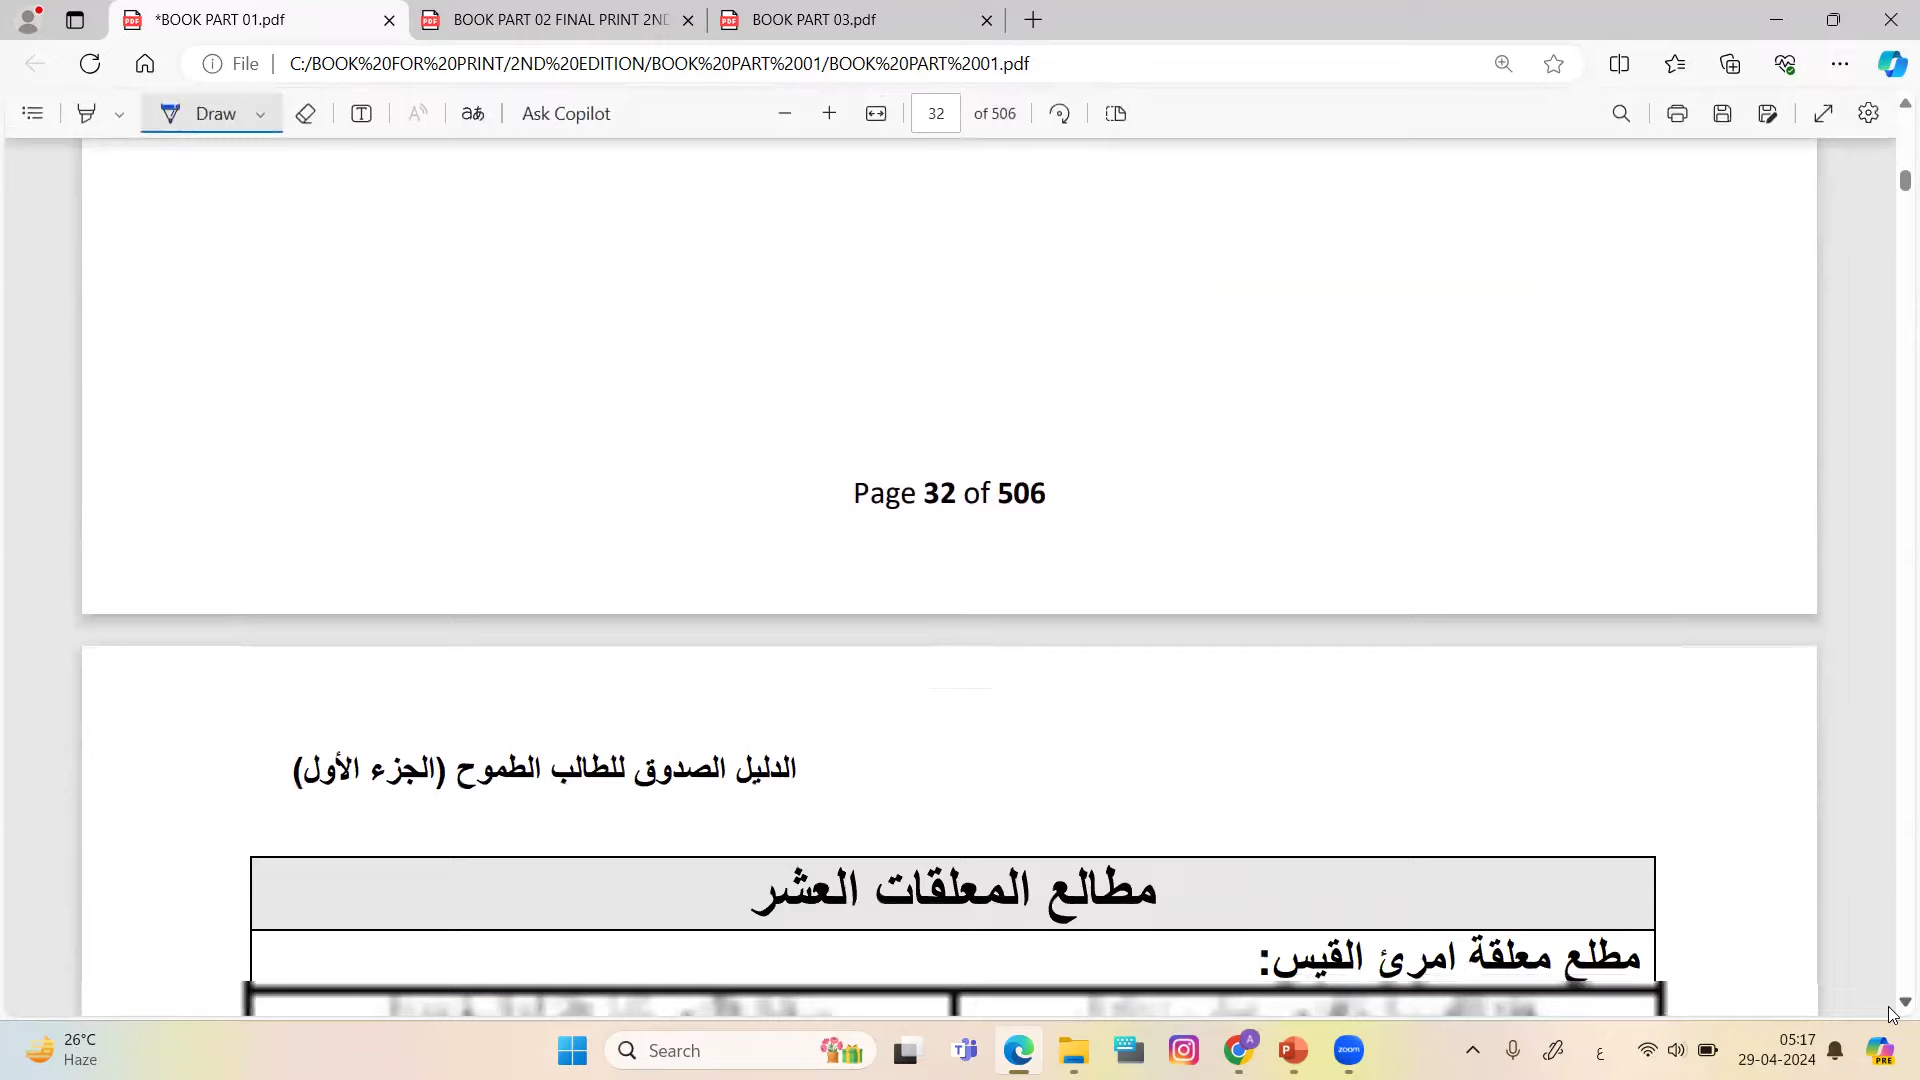 *BOOK PART 01.pdf
BOOK PART 02 FINAL PRINT 2ND
BOOK PART 03.pdf
File
C:/BOOK%20FOR%20PRINT/2ND%20EDITION/BOOK%20PART%2001/BOOK%20PART%2001.pdf
Draw
Ask Copilot
32
of 506
Page 32 of 506
الدليل الصدوق للطالب الطموح (الجزء الأول)
مطالع المعلقات العشر
مطلع معلقة امرئ القيس:
26°C
Haze
Search
zoom
ع
05:17
29-04-2024
PRE